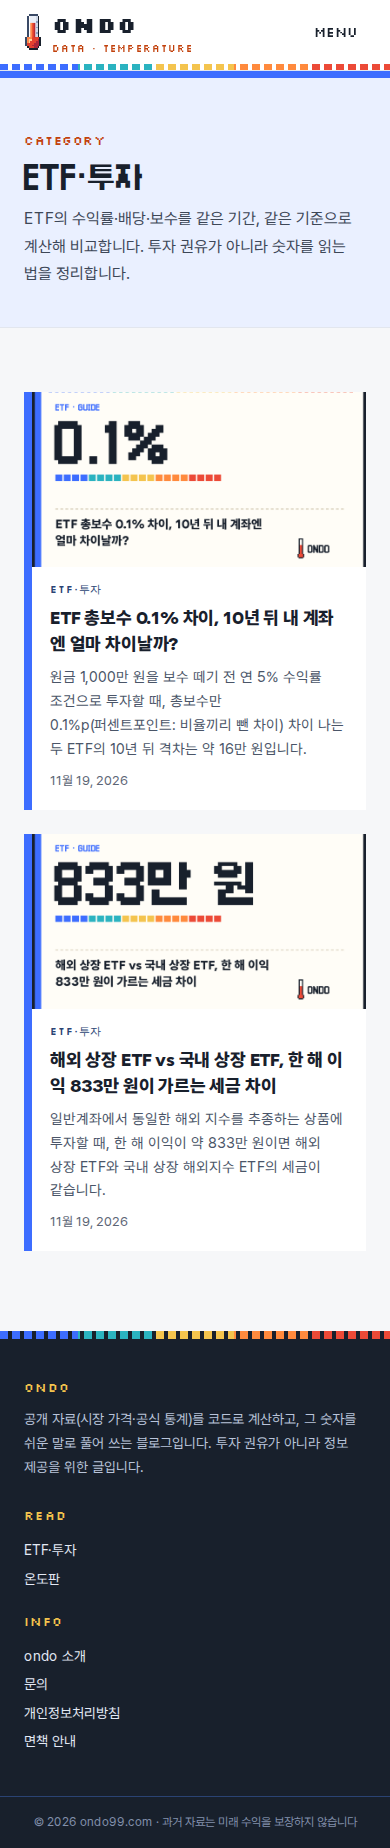 ONDO
DATA · TEMPERATURE
MENU
CATEGORY
ETF·투자
ETF의 수익률·배당·보수를 같은 기간, 같은 기준으로
계산해 비교합니다. 투자 권유가 아니라 숫자를 읽는
법을 정리합니다.
ETF · GUIDE
0.1%
ETF 총보수 0.1% 차이, 10년 뒤 내 계좌엔
얼마 차이날까?
ONDO
ETF·투자
ETF 총보수 0.1% 차이, 10년 뒤 내 계좌
엔 얼마 차이날까?
원금 1,000만 원을 보수 떼기 전 연 5% 수익률
조건으로 투자할 때, 총보수만
0.1%p(퍼센트포인트: 비율끼리 뺀 차이) 차이 나는
두 ETF의 10년 뒤 격차는 약 16만 원입니다.
11월 19, 2026
ETF · GUIDE
833만 원
해외 상장 ETF vs 국내 상장 ETF, 한 해 이익
833만 원이 가르는 세금 차이
ONDO
ETF·투자
해외 상장 ETF vs 국내 상장 ETF, 한 해 이
익 833만 원이 가르는 세금 차이
일반계좌에서 동일한 해외 지수를 추종하는 상품에
투자할 때, 한 해 이익이 약 833만 원이면 해외
상장 ETF와 국내 상장 해외지수 ETF의 세금이
같습니다.
11월 19, 2026
ONDO
공개 자료(시장 가격·공식 통계)를 코드로 계산하고, 그 숫자를
쉬운 말로 풀어 쓰는 블로그입니다. 투자 권유가 아니라 정보
제공을 위한 글입니다.
READ
ETF·투자
온도판
INFO
ondo 소개
문의
개인정보처리방침
면책 안내
© 2026 ondo99.com · 과거 자료는 미래 수익을 보장하지 않습니다